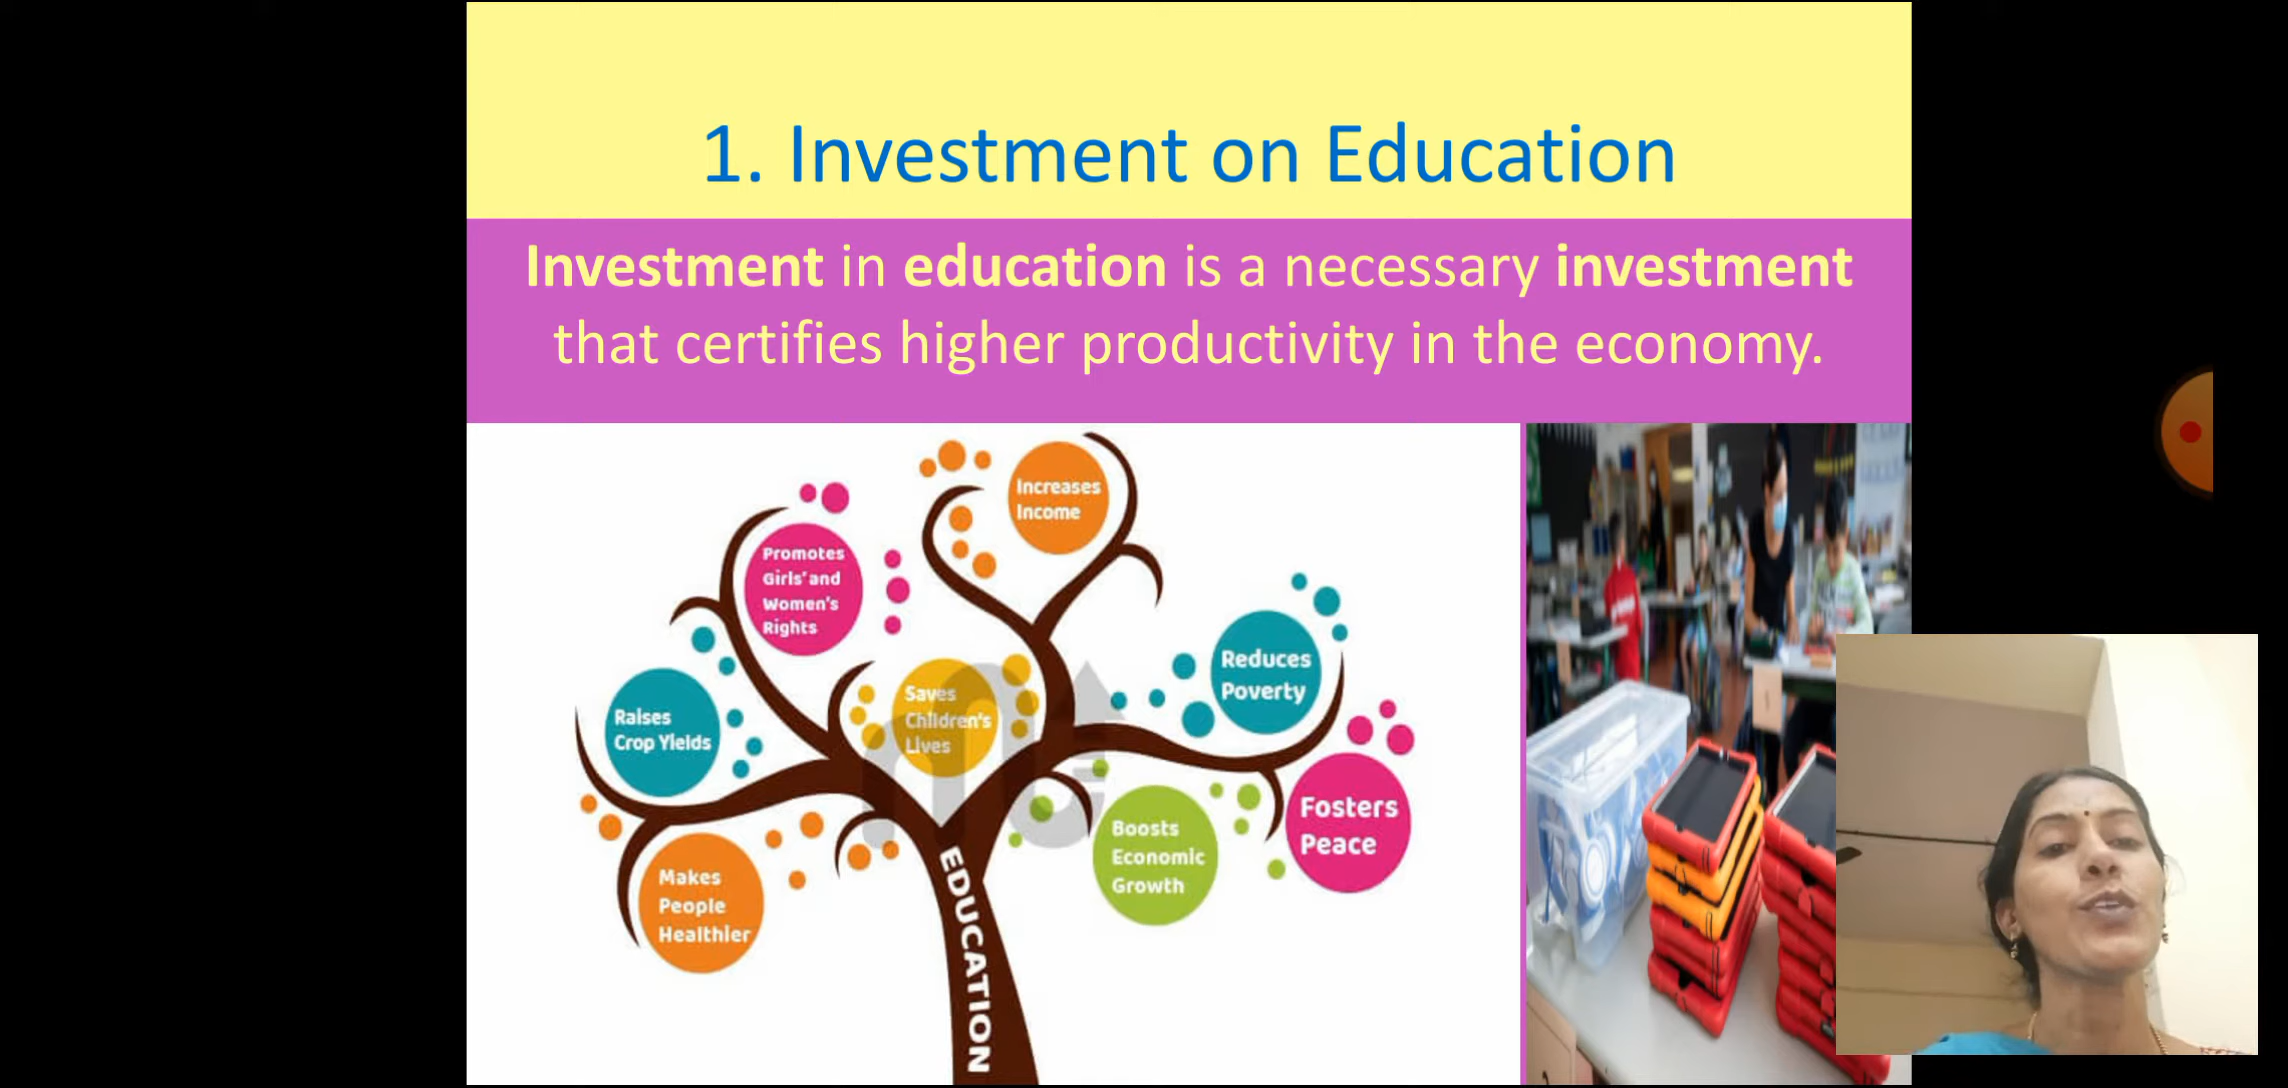 1. Investment on Education
Investment in education is a necessary investment
that certifies higher productivity in the economy.
Increases
Income
Promotes
Girls' and
Women's
Rights
Reduces
Poverty
Saves
Children's
Lives
Raises
Crop Yields
Fosters
Peace
Boosts
Economic
Growth
Makes
People
Healthier
EDUCATION